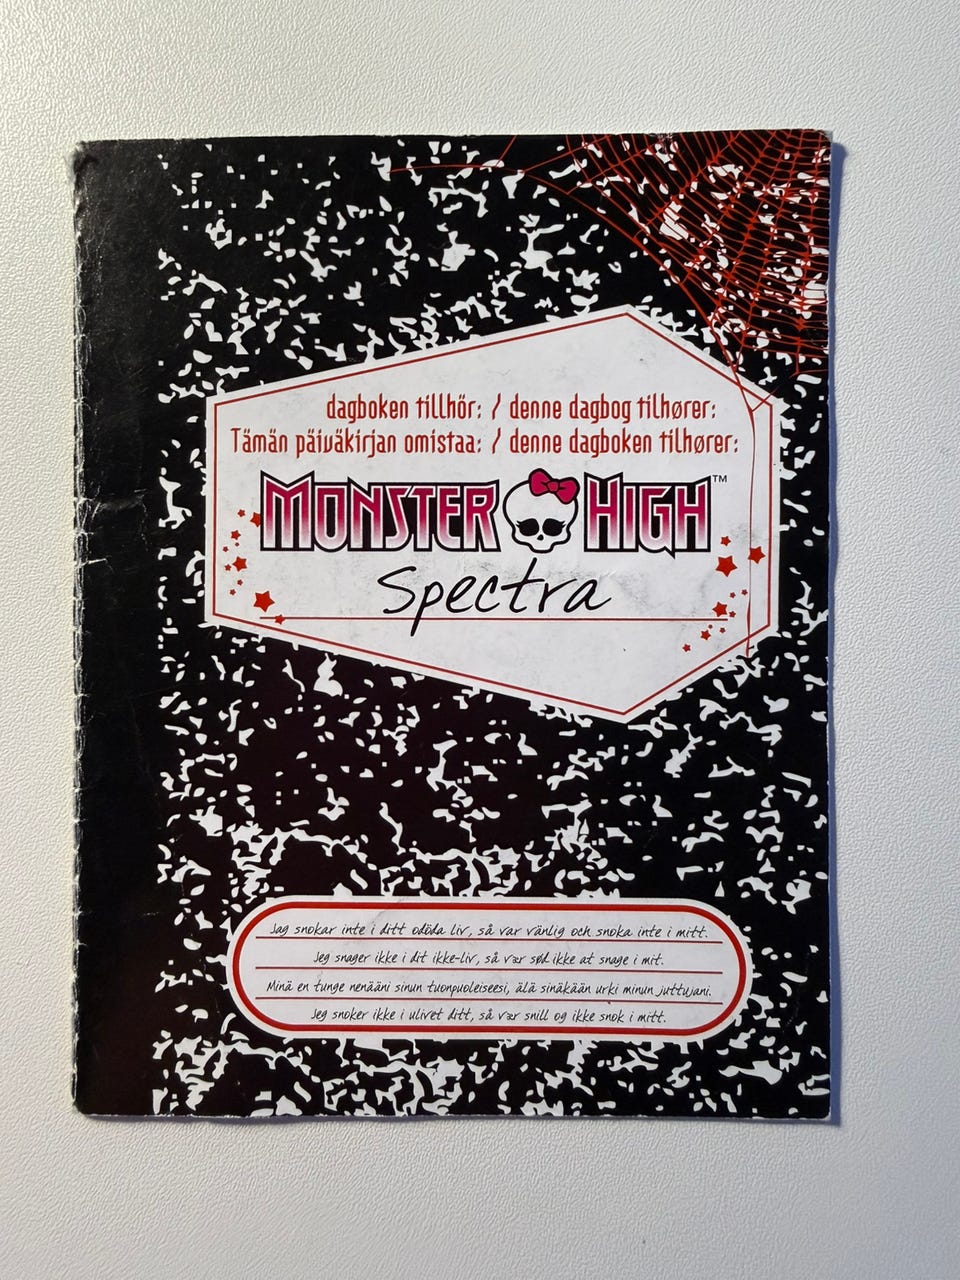 dagboken tillhör: / denne dagbog tilhører:
Tämän päiväkirjan omistaa: / denne dagboken tilhører:
MONSTER HIGH™
Spectra
Jag snokar inte i ditt odöda liv, så var vänlig och snoka inte i mitt.
Jeg snager ikke i dit ikke-liv, så vær sød ikke at snage i mit.
Minä en tunge nenääni sinun tuonpuoleiseesi, älä sinäkään urki minun juttujani.
Jeg snoker ikke i ulivet ditt, så vær snill og ikke snok i mitt.